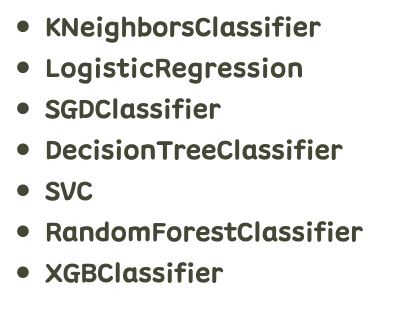 • KNeighborsClassifier
• LogisticRegression
• SGDClassifier
• DecisionTreeClassifier
• SVC
• RandomForestClassifier
• XGBClassifier